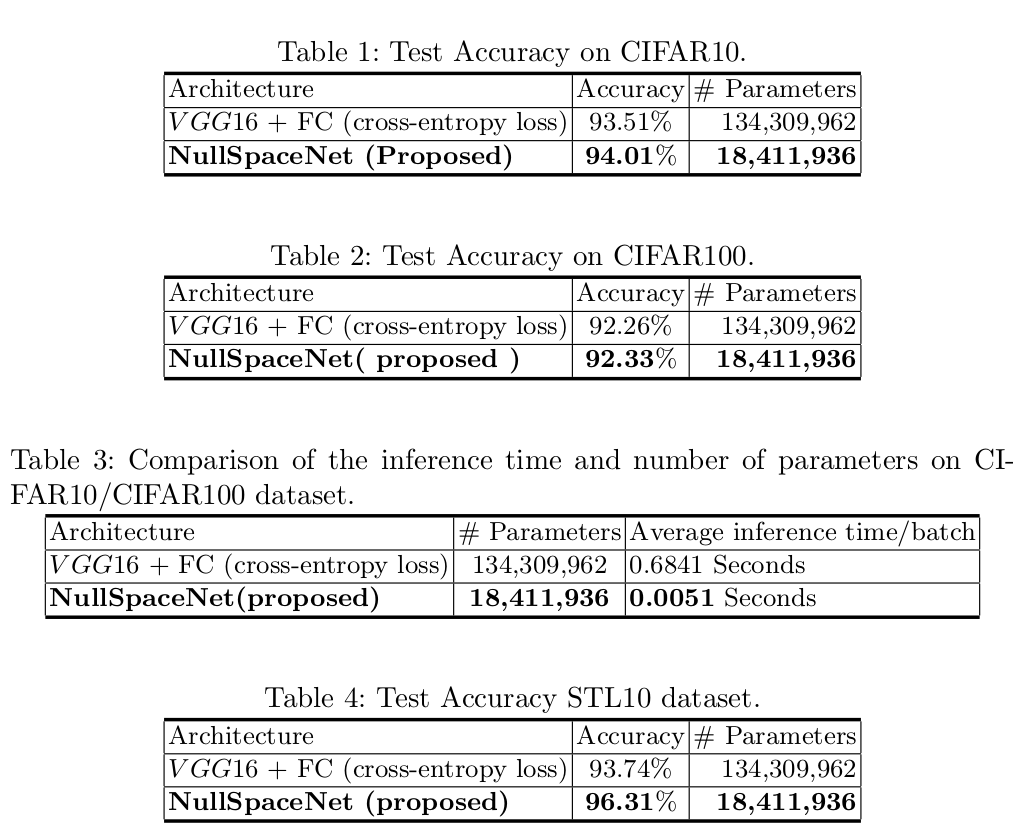 Table 1: Test Accuracy on CIFAR10.
Architecture Accuracy # Parameters
VGG16 + FC (cross-entropy loss) 93.51% 134,309,962
NullSpaceNet (Proposed) 94.01% 18,411,936
Table 2: Test Accuracy on CIFAR100.
Architecture Accuracy # Parameters
VGG16 + FC (cross-entropy loss) 92.26% 134,309,962
NullSpaceNet( proposed ) 92.33% 18,411,936
Table 3: Comparison of the inference time and number of parameters on CI-
FAR10/CIFAR100 dataset.
Architecture # Parameters Average inference time/batch
VGG16 + FC (cross-entropy loss) 134,309,962 0.6841 Seconds
NullSpaceNet(proposed) 18,411,936 0.0051 Seconds
Table 4: Test Accuracy STL10 dataset.
Architecture Accuracy # Parameters
VGG16 + FC (cross-entropy loss) 93.74% 134,309,962
NullSpaceNet (proposed) 96.31% 18,411,936